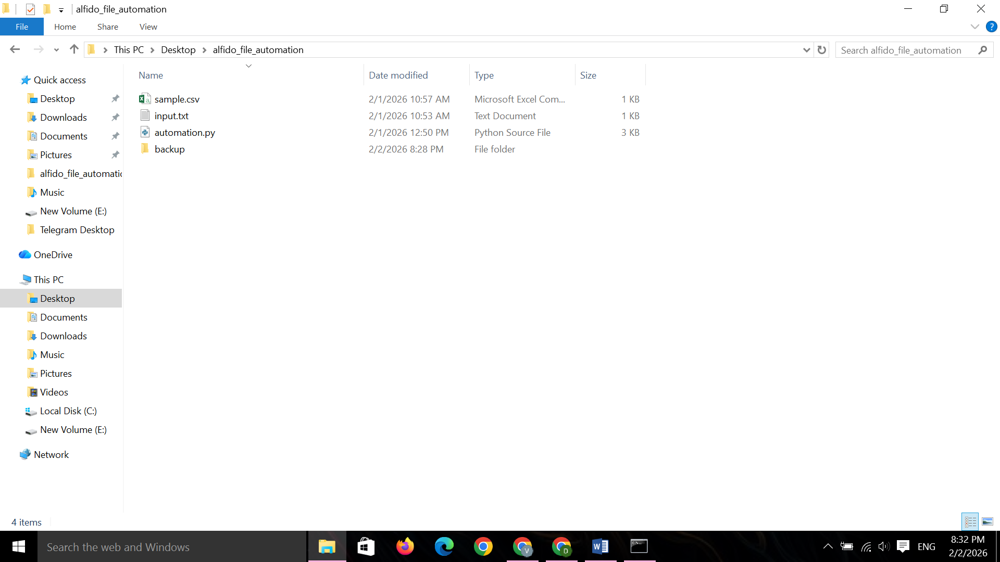 alfido_file_automation
File Home Share View
This PC Desktop alfido_file_automation
Search alfido_file_automation
Name Date modified Type Size
sample.csv 2/1/2026 10:57 AM Microsoft Excel Com... 1 KB
input.txt 2/1/2026 10:53 AM Text Document 1 KB
automation.py 2/1/2026 12:50 PM Python Source File 3 KB
backup 2/2/2026 8:28 PM File folder
Quick access
Desktop
Downloads
Documents
Pictures
alfido_file_automatic
Music
New Volume (E:)
Telegram Desktop
OneDrive
This PC
Desktop
Documents
Downloads
Music
Pictures
Videos
Local Disk (C:)
New Volume (E:)
Network
4 items
Search the web and Windows
V
D
ENG
8:32 PM
2/2/2026